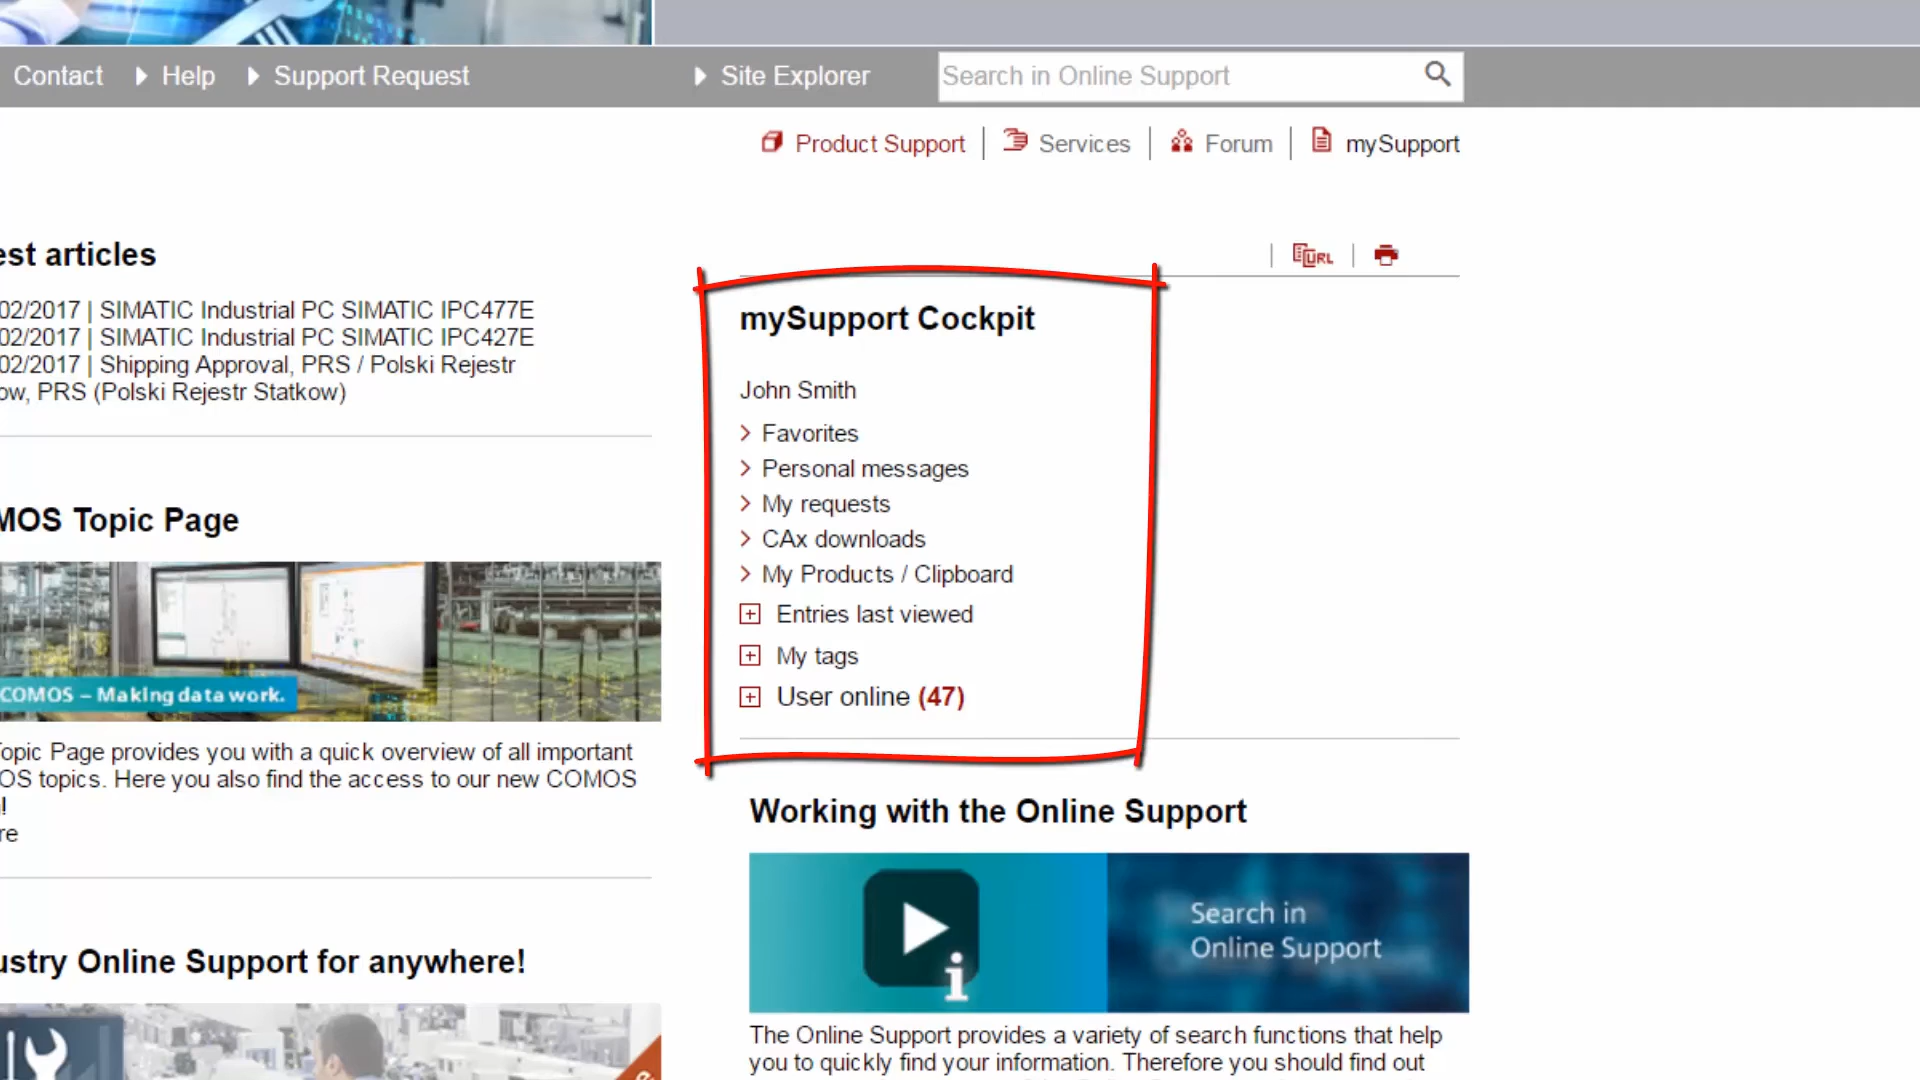 Contact Help Support Request Site Explorer Search in Online Support
Product Support Services Forum mySupport
est articles
02/2017 | SIMATIC Industrial PC SIMATIC IPC477E
02/2017 | SIMATIC Industrial PC SIMATIC IPC427E
02/2017 | Shipping Approval, PRS / Polski Rejestr
ow, PRS (Polski Rejestr Statkow)
MOS Topic Page
COMOS – Making data work.
Topic Page provides you with a quick overview of all important
OS topics. Here you also find the access to our new COMOS
!
re
ustry Online Support for anywhere!
URL
mySupport Cockpit
John Smith
Favorites
Personal messages
My requests
CAx downloads
My Products / Clipboard
Entries last viewed
My tags
User online (47)
Working with the Online Support
Search in
Online Support
The Online Support provides a variety of search functions that help
you to quickly find your information. Therefore you should find out